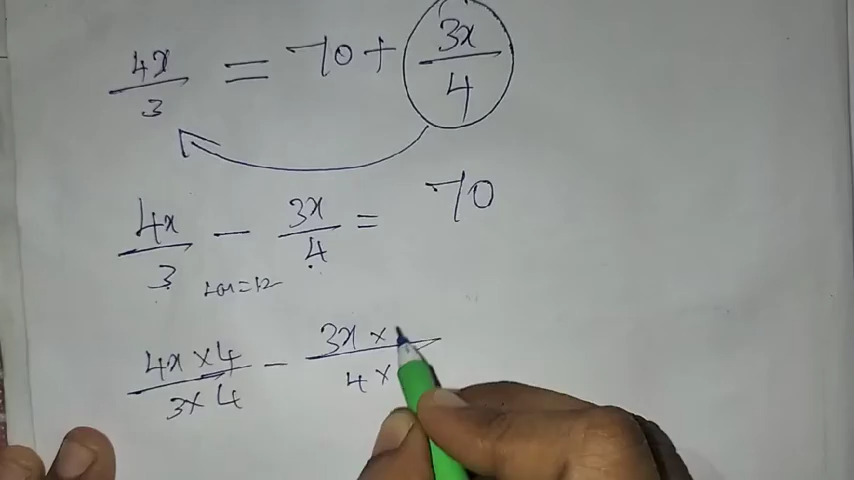 4x/3 = 70 + 3x/4
4x/3 - 3x/4 = 70
LCM = 12
4x × 4/3 × 4 - 3x ×/4 ×